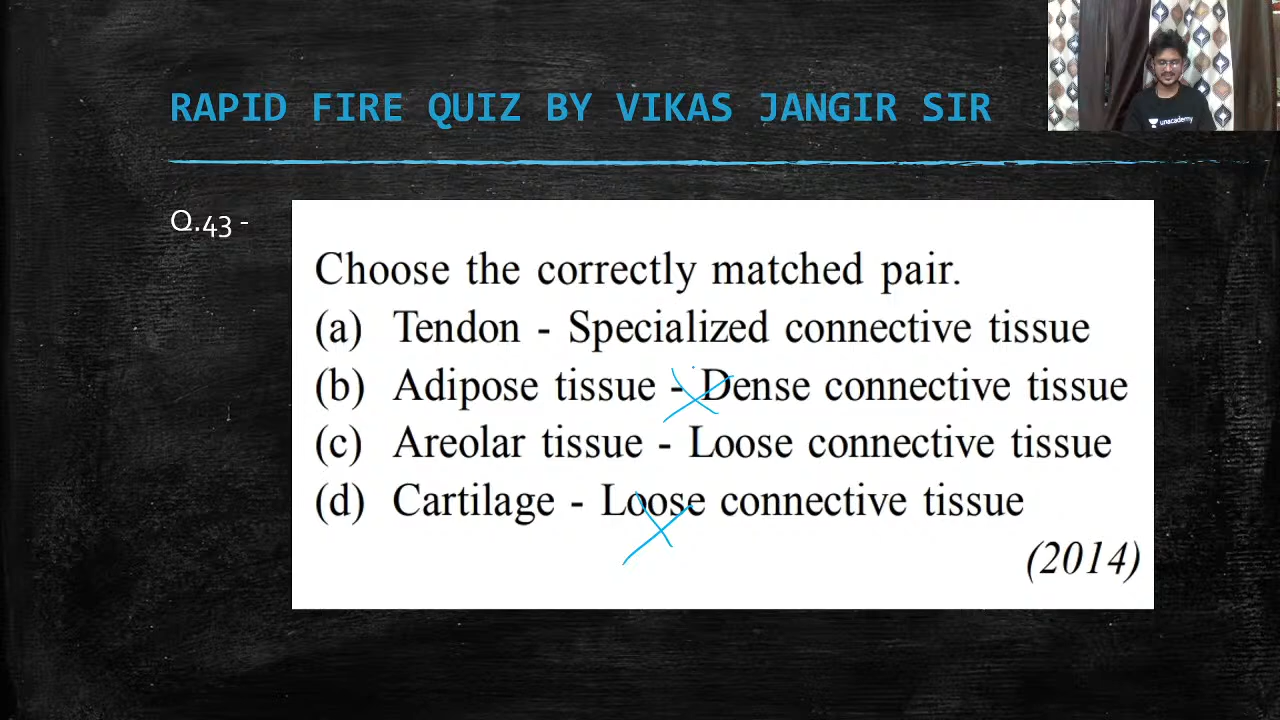 RAPID FIRE QUIZ BY VIKAS JANGIR SIR
unacademy
Q.43 -
Choose the correctly matched pair.
(a) Tendon - Specialized connective tissue
(b) Adipose tissue - Dense connective tissue
(c) Areolar tissue - Loose connective tissue
(d) Cartilage - Loose connective tissue
(2014)